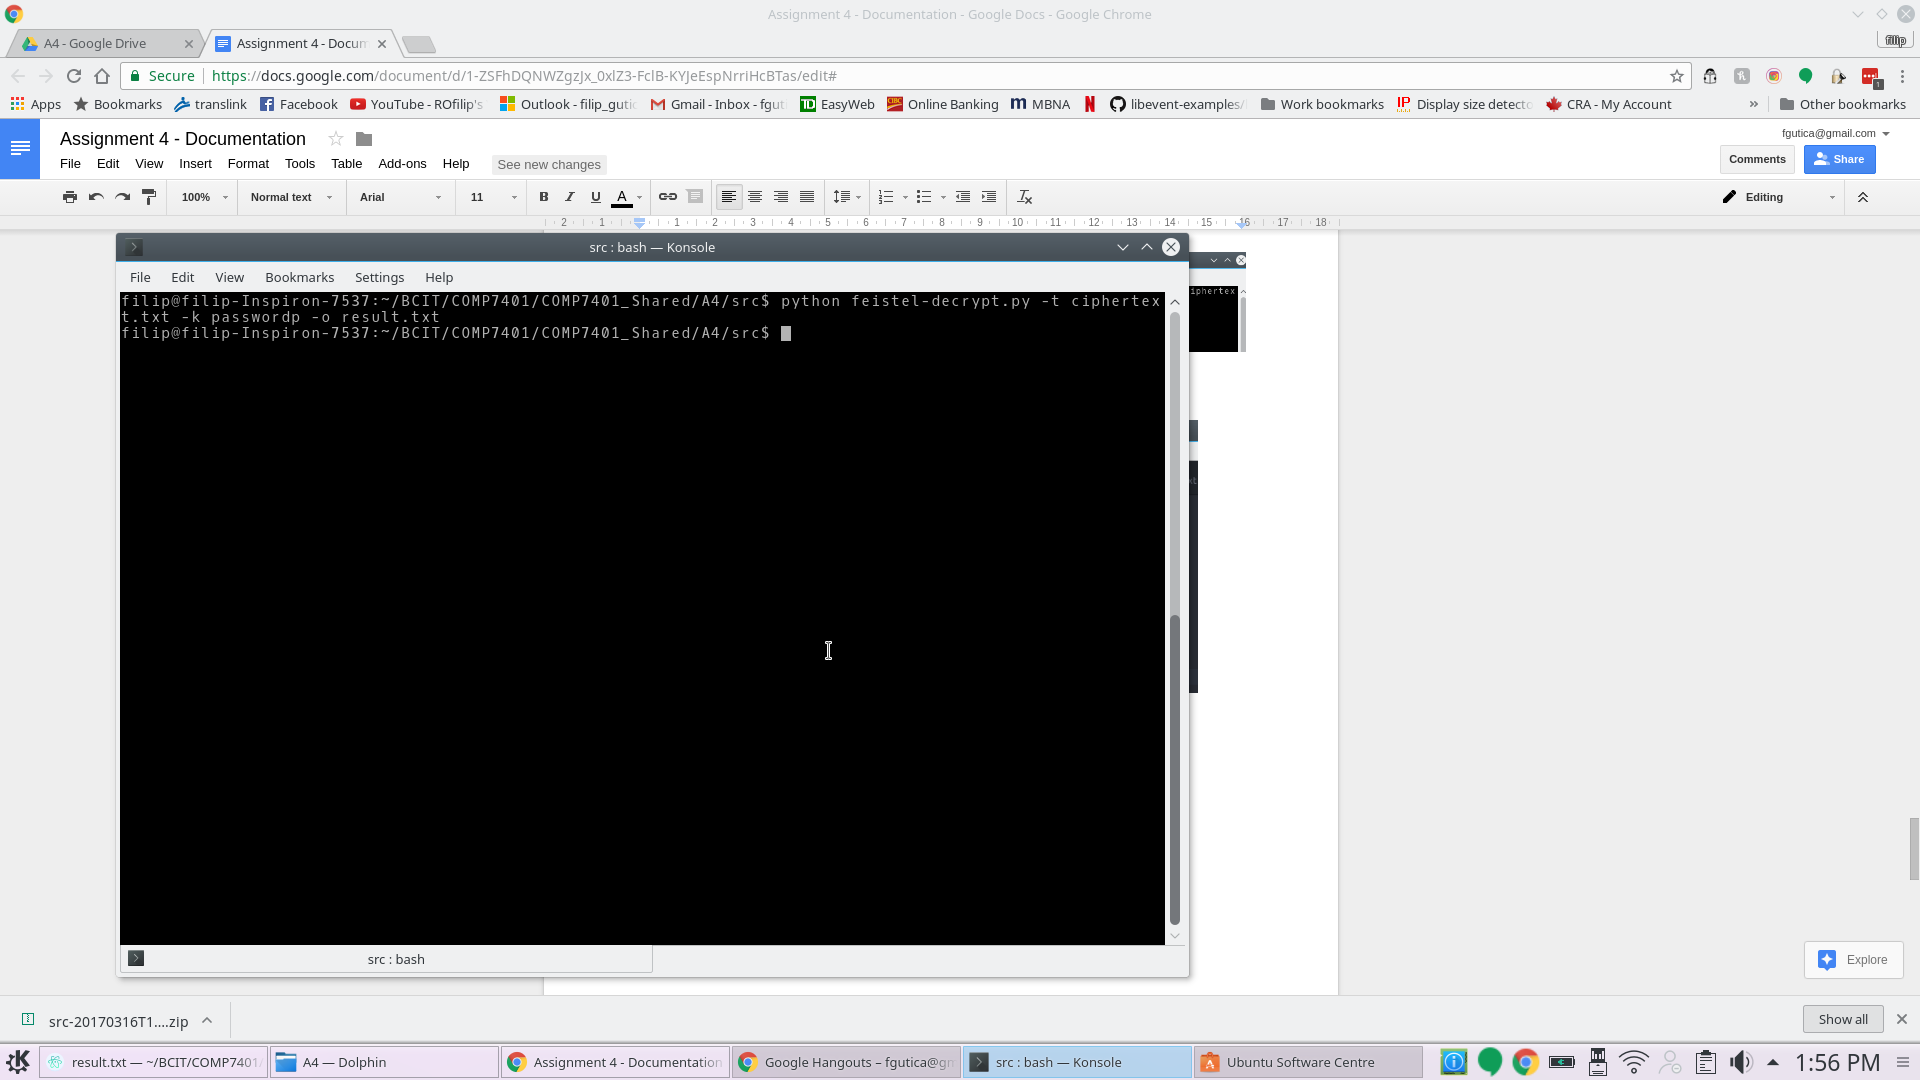 Assignment 4 - Documentation - Google Docs - Google Chrome
A4 - Google Drive
Assignment 4 - Docum
filip
Secure
https://docs.google.com/document/d/1-ZSFhDQNWZgzJx_0xlZ3-FclB-KYJeEspNrriHcBTas/edit#
1
Apps Bookmarks translink Facebook YouTube - ROfilip's Outlook - filip_gutic Gmail - Inbox - fguti EasyWeb Online Banking MBNA libevent-examples/ Work bookmarks Display size detecto CRA - My Account » Other bookmarks
Assignment 4 - Documentation
fgutica@gmail.com
File Edit View Insert Format Tools Table Add-ons Help See new changes
Comments Share
100% Normal text Arial 11 B I U A Editing
2 1 1 2 3 4 5 6 7 8 9 10 11 12 13 14 15 16 17 18
src : bash — Konsole
File Edit View Bookmarks Settings Help
filip@filip-Inspiron-7537:~/BCIT/COMP7401/COMP7401_Shared/A4/src$ python feistel-decrypt.py -t ciphertex
t.txt -k passwordp -o result.txt
filip@filip-Inspiron-7537:~/BCIT/COMP7401/COMP7401_Shared/A4/src$
ciphertex
xt
src : bash
Explore
src-20170316T1....zip
Show all
result.txt — ~/BCIT/COMP7401/
A4 — Dolphin
Assignment 4 - Documentation
Google Hangouts – fgutica@gm
src : bash — Konsole
Ubuntu Software Centre
1:56 PM